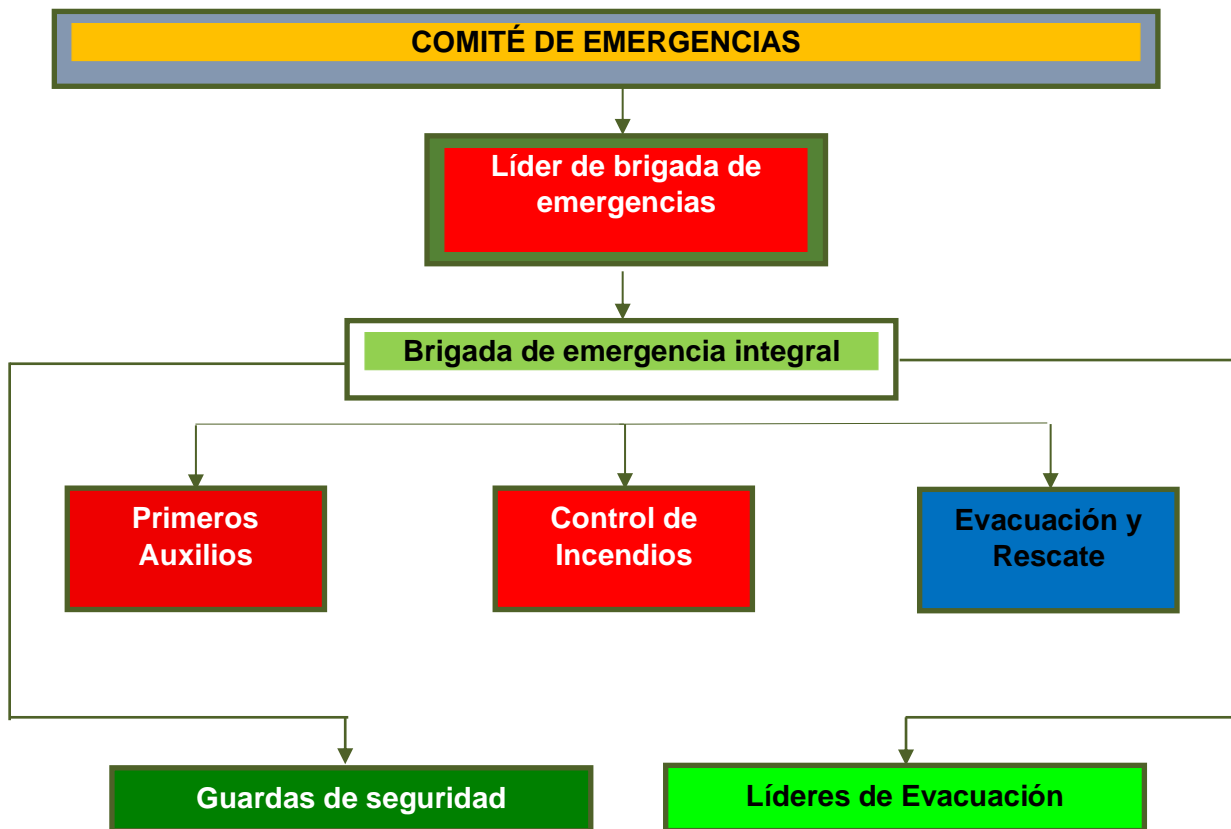 COMITÉ DE EMERGENCIAS
Líder de brigada de
emergencias
Brigada de emergencia integral
Primeros
Auxilios
Control de
Incendios
Evacuación y
Rescate
Guardas de seguridad
Líderes de Evacuación